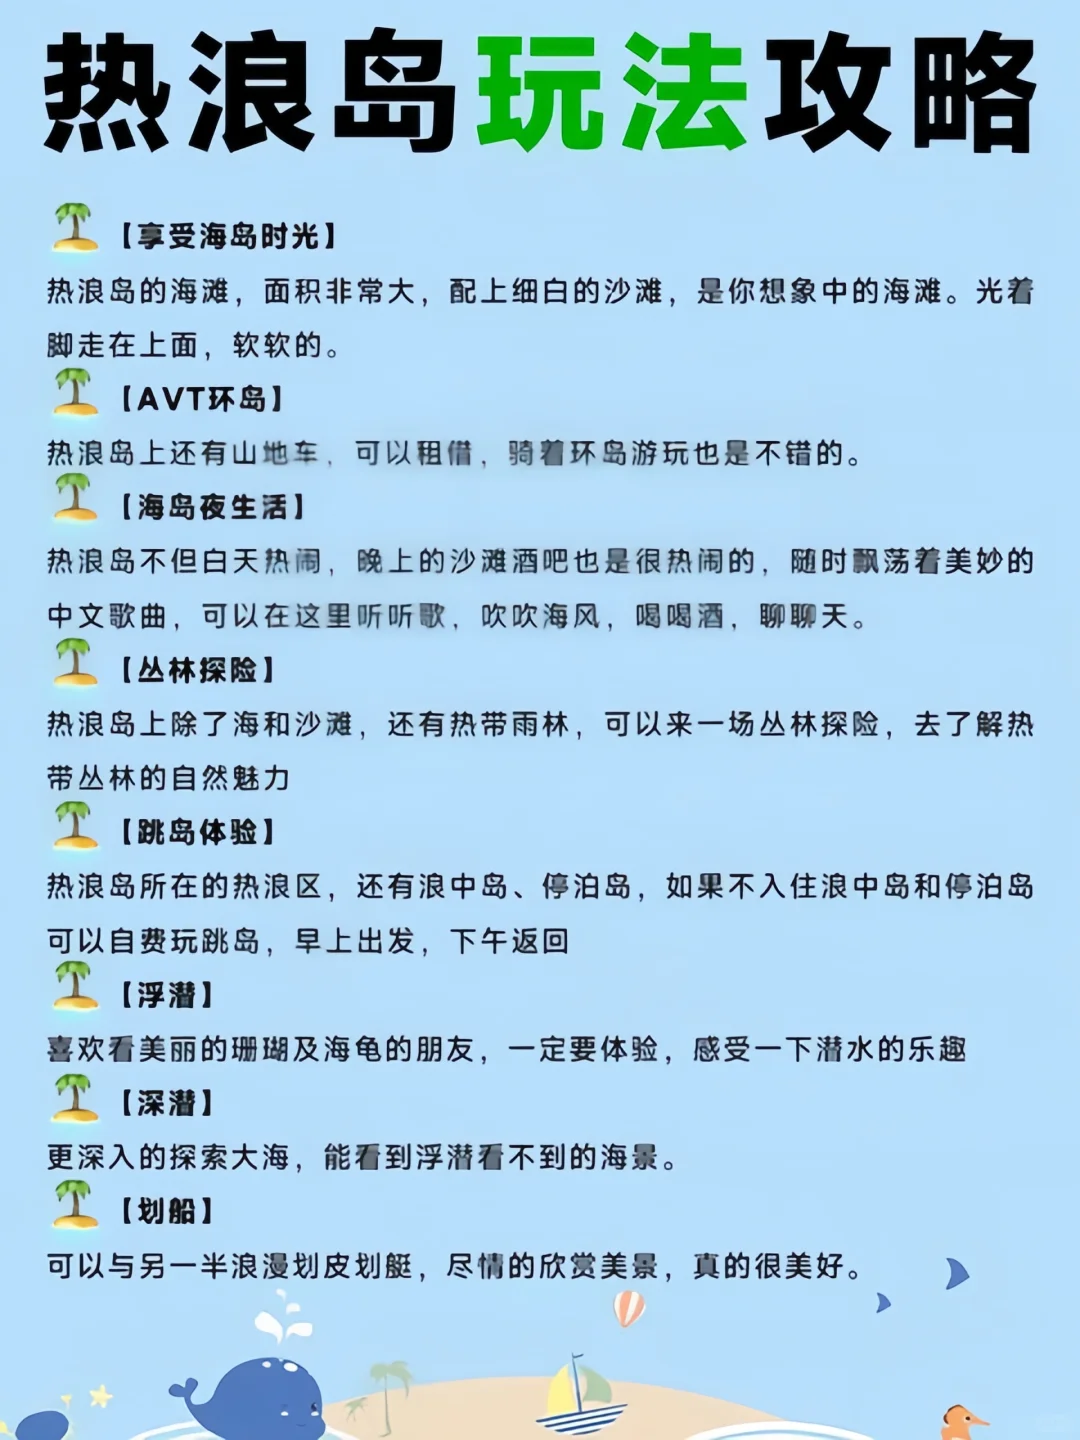 热浪岛玩法攻略
【享受海岛时光】
热浪岛的海滩，面积非常大，配上细白的沙滩，是你想象中的海滩。光着
脚走在上面，软软的。
【AVT环岛】
热浪岛上还有山地车，可以租借，骑着环岛游玩也是不错的。
【海岛夜生活】
热浪岛不但白天热闹，晚上的沙滩酒吧也是很热闹的，随时飘荡着美妙的
中文歌曲，可以在这里听听歌，吹吹海风，喝喝酒，聊聊天。
【丛林探险】
热浪岛上除了海和沙滩，还有热带雨林，可以来一场丛林探险，去了解热
带丛林的自然魅力
【跳岛体验】
热浪岛所在的热浪区，还有浪中岛、停泊岛，如果不入住浪中岛和停泊岛
可以自费玩跳岛，早上出发，下午返回
【浮潜】
喜欢看美丽的珊瑚及海龟的朋友，一定要体验，感受一下潜水的乐趣
【深潜】
更深入的探索大海，能看到浮潜看不到的海景。
【划船】
可以与另一半浪漫划皮划艇，尽情的欣赏美景，真的很美好。